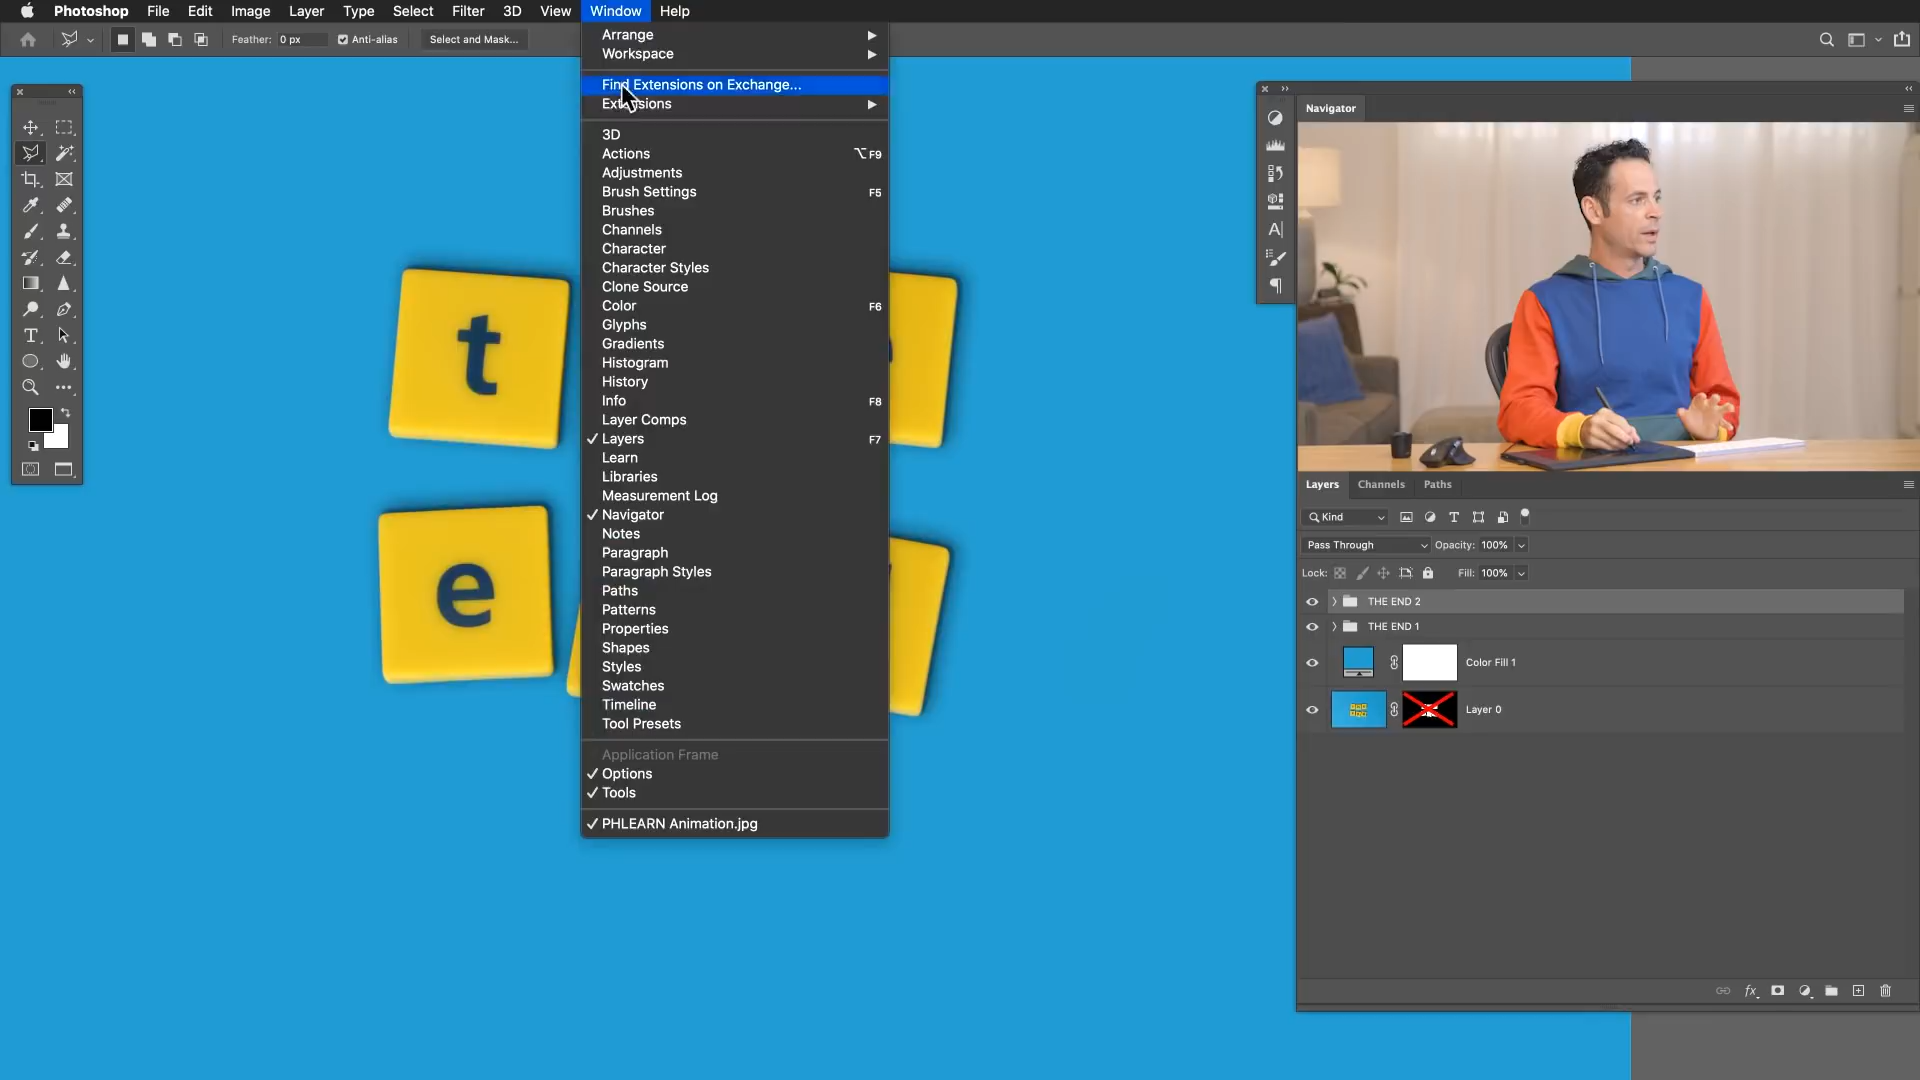 Photoshop File Edit Image Layer Type Select Filter 3D View Window Help
Feather: 0 px Anti-alias Select and Mask...
Arrange
Workspace
Find Extensions on Exchange...
Extensions
3D
Actions ⌥F9
Adjustments
Brush Settings F5
Brushes
Channels
Character
Character Styles
Clone Source
Color F6
Glyphs
Gradients
Histogram
History
Info F8
Layer Comps
Layers F7
Learn
Libraries
Measurement Log
Navigator
Notes
Paragraph
Paragraph Styles
Paths
Patterns
Properties
Shapes
Styles
Swatches
Timeline
Tool Presets
Application Frame
Options
Tools
PHLEARN Animation.jpg
t
e
Navigator
Layers Channels Paths
Kind
Pass Through Opacity: 100%
Lock: Fill: 100%
THE END 2
THE END 1
Color Fill 1
Layer 0